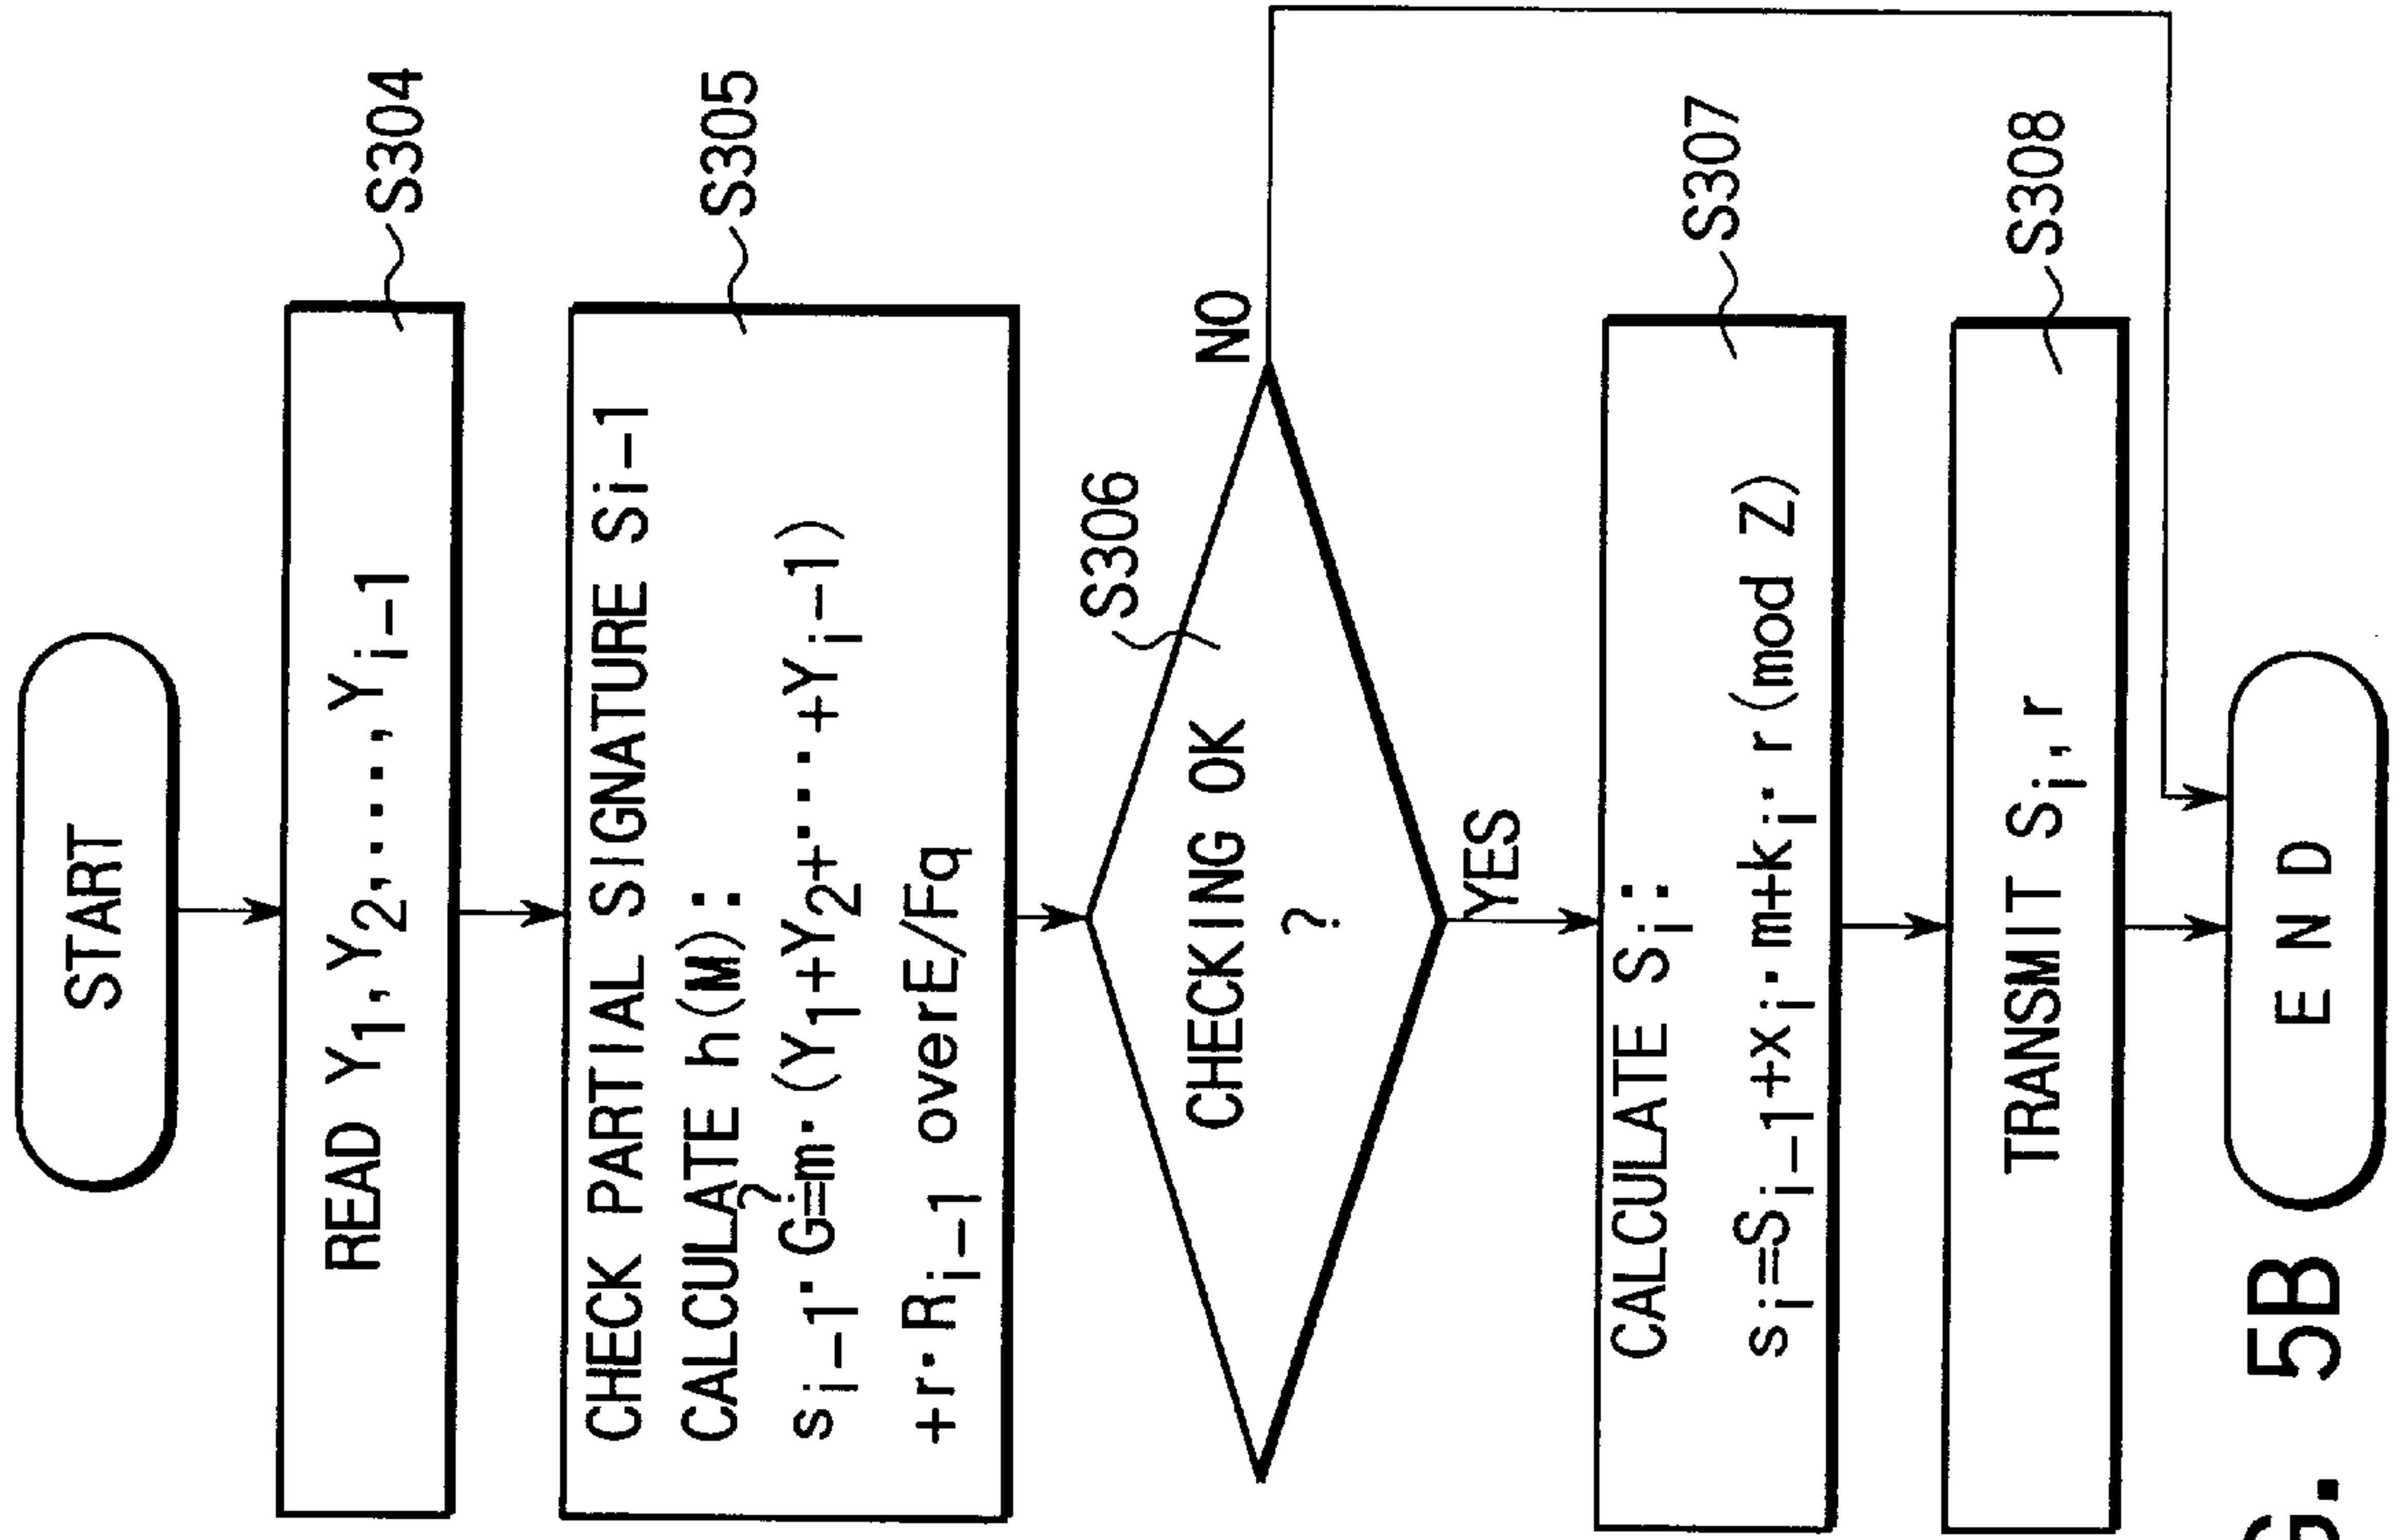 START
READ Y1,Y2,...,Yi-1
S304
CHECK PARTIAL SIGNATURE Si-1
CALCULATE h(M):
si-1·G≟m·(Y1+Y2+···+Yi-1)
+r·Ri-1 overE/Fq
S305
CHECKING OK
?
S306
NO
YES
CALCULATE Si:
si=Si-1+xi·m+ki·r(mod Z)
S307
TRANSMIT Si,r
S308
END
G. 5B